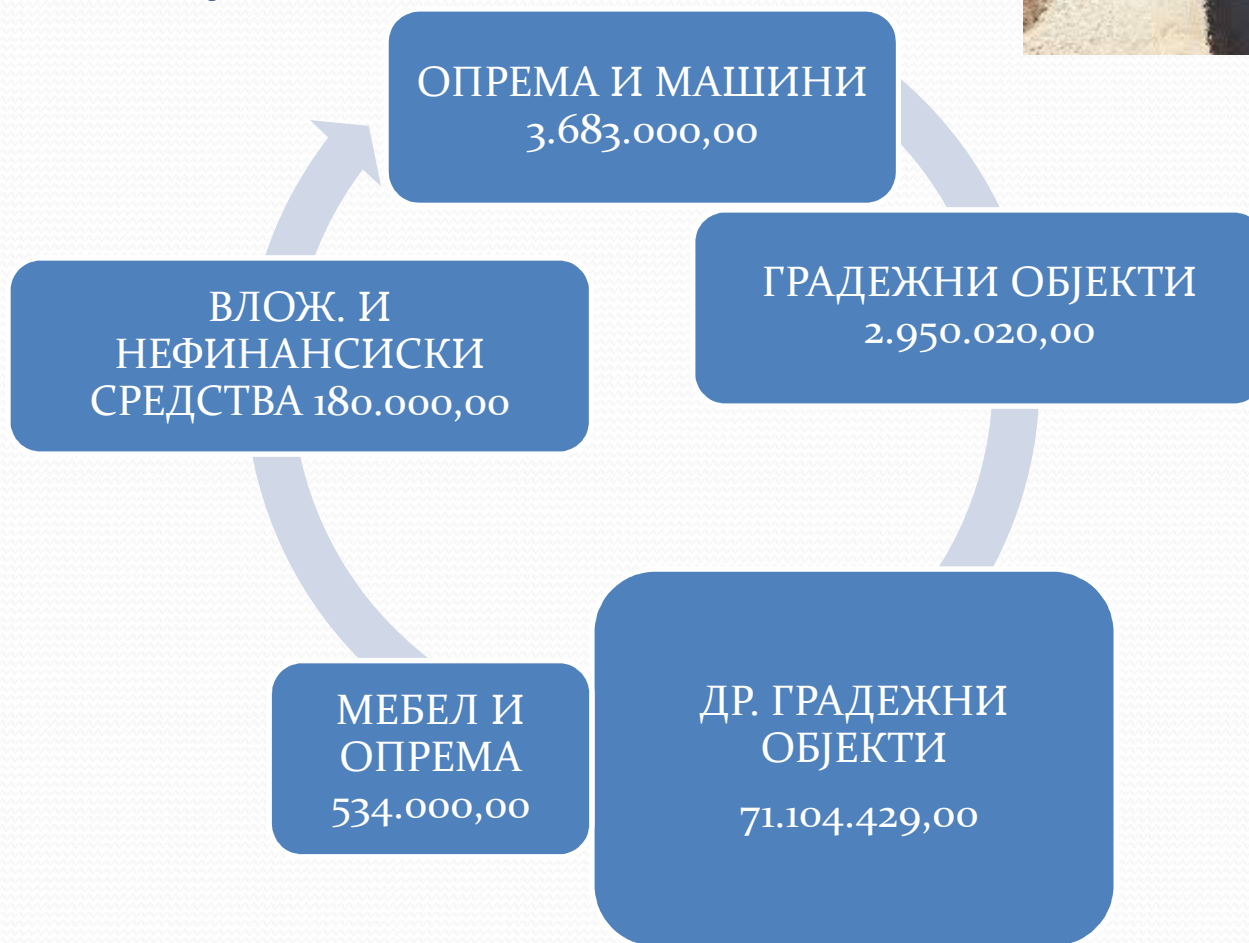 ОПРЕМА И МАШИНИ
3.683.000,00
ГРАДЕЖНИ ОБЈЕКТИ
2.950.020,00
ДР. ГРАДЕЖНИ
ОБЈЕКТИ
71.104.429,00
МЕБЕЛ И
ОПРЕМА
534.000,00
ВЛОЖ. И
НЕФИНАНСИСКИ
СРЕДСТВА 180.000,00